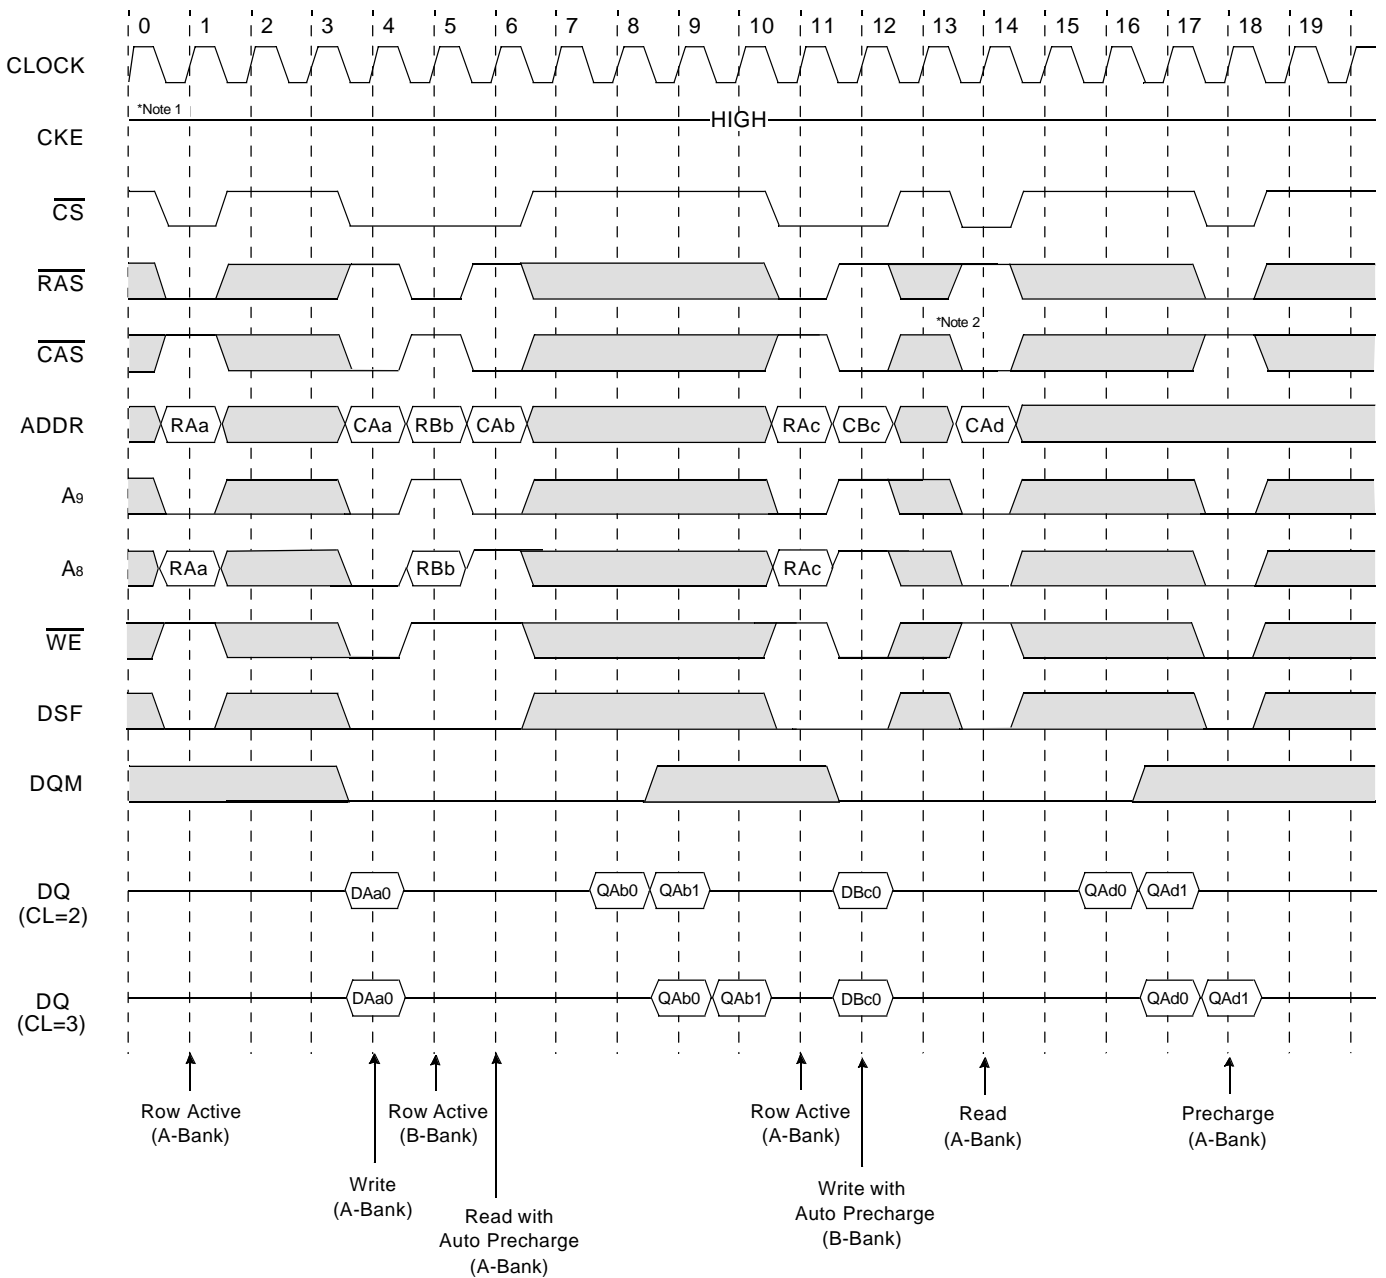 0 1 2 3 4 5 6 7 8 9 10 11 12 13 14 15 16 17 18 19
CLOCK
*Note 1
HIGH
CKE
CS
RAS
*Note 2
CAS
ADDR RAa CAa RBb CAb RAc CBc CAd
A9
A8 RAa RBb RAc
WE
DSF
DQM
DQ
(CL=2)
DAa0 QAb0 QAb1 DBc0 QAd0 QAd1
DQ
(CL=3)
DAa0 QAb0 QAb1 DBc0 QAd0 QAd1
Row Active
(A-Bank)
Row Active
(B-Bank)
Row Active
(A-Bank)
Read
(A-Bank)
Precharge
(A-Bank)
Write
(A-Bank)
Read with
Auto Precharge
(A-Bank)
Write with
Auto Precharge
(B-Bank)